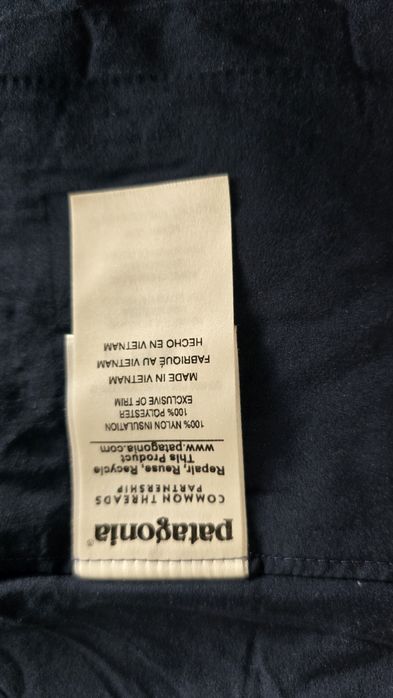 patagonia®
COMMON THREADS
PARTNERSHIP
Repair, Reuse, Recycle
This Product
www.patagonia.com
100% NYLON INSULATION
100% POLYESTER
EXCLUSIVE OF TRIM
MADE IN VIETNAM
FABRIQUÉ AU VIETNAM
HECHO EN VIETNAM